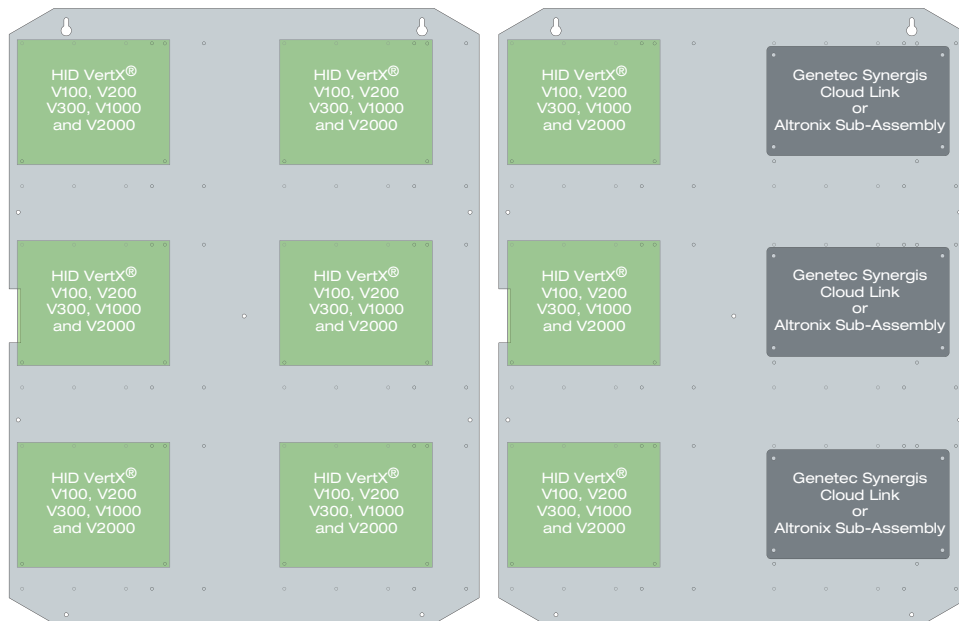 HID VertX®
V100, V200
V300, V1000
and V2000
HID VertX®
V100, V200
V300, V1000
and V2000
HID VertX®
V100, V200
V300, V1000
and V2000
Genetec Synergis
Cloud Link
or
Altronix Sub-Assembly
HID VertX®
V100, V200
V300, V1000
and V2000
HID VertX®
V100, V200
V300, V1000
and V2000
HID VertX®
V100, V200
V300, V1000
and V2000
Genetec Synergis
Cloud Link
or
Altronix Sub-Assembly
HID VertX®
V100, V200
V300, V1000
and V2000
HID VertX®
V100, V200
V300, V1000
and V2000
HID VertX®
V100, V200
V300, V1000
and V2000
Genetec Synergis
Cloud Link
or
Altronix Sub-Assembly